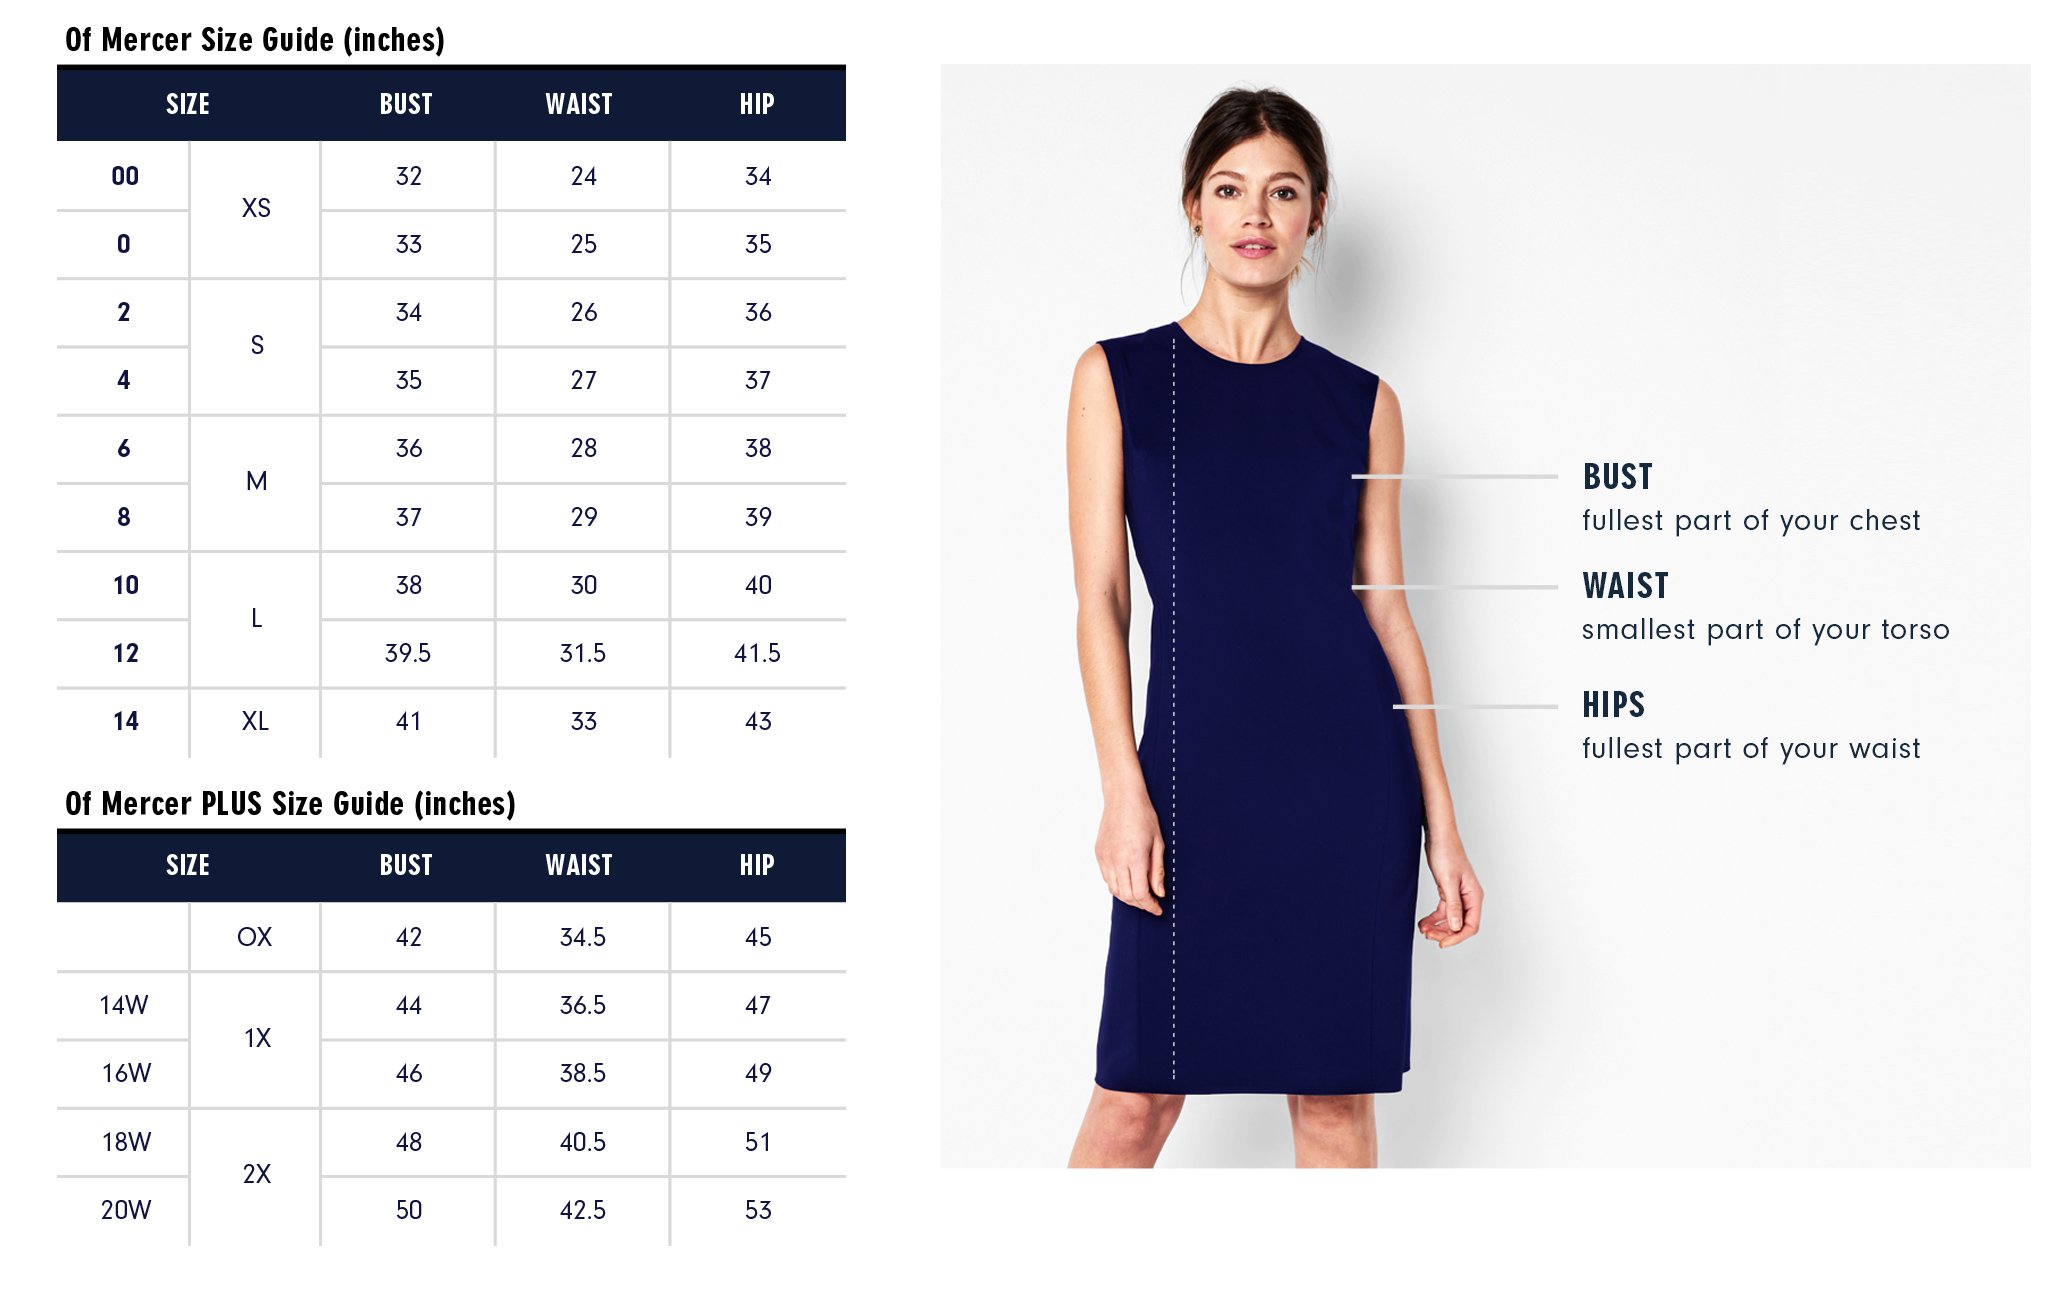 Of Mercer Size Guide (inches)
SIZE BUST WAIST HIP
00 XS 32 24 34
0 33 25 35
2 S 34 26 36
4 35 27 37
6 M 36 28 38
8 37 29 39
10 L 38 30 40
12 39.5 31.5 41.5
14 XL 41 33 43
Of Mercer PLUS Size Guide (inches)
SIZE BUST WAIST HIP
OX 42 34.5 45
14W 1X 44 36.5 47
16W 46 38.5 49
18W 2X 48 40.5 51
20W 50 42.5 53
BUST
fullest part of your chest
WAIST
smallest part of your torso
HIPS
fullest part of your waist